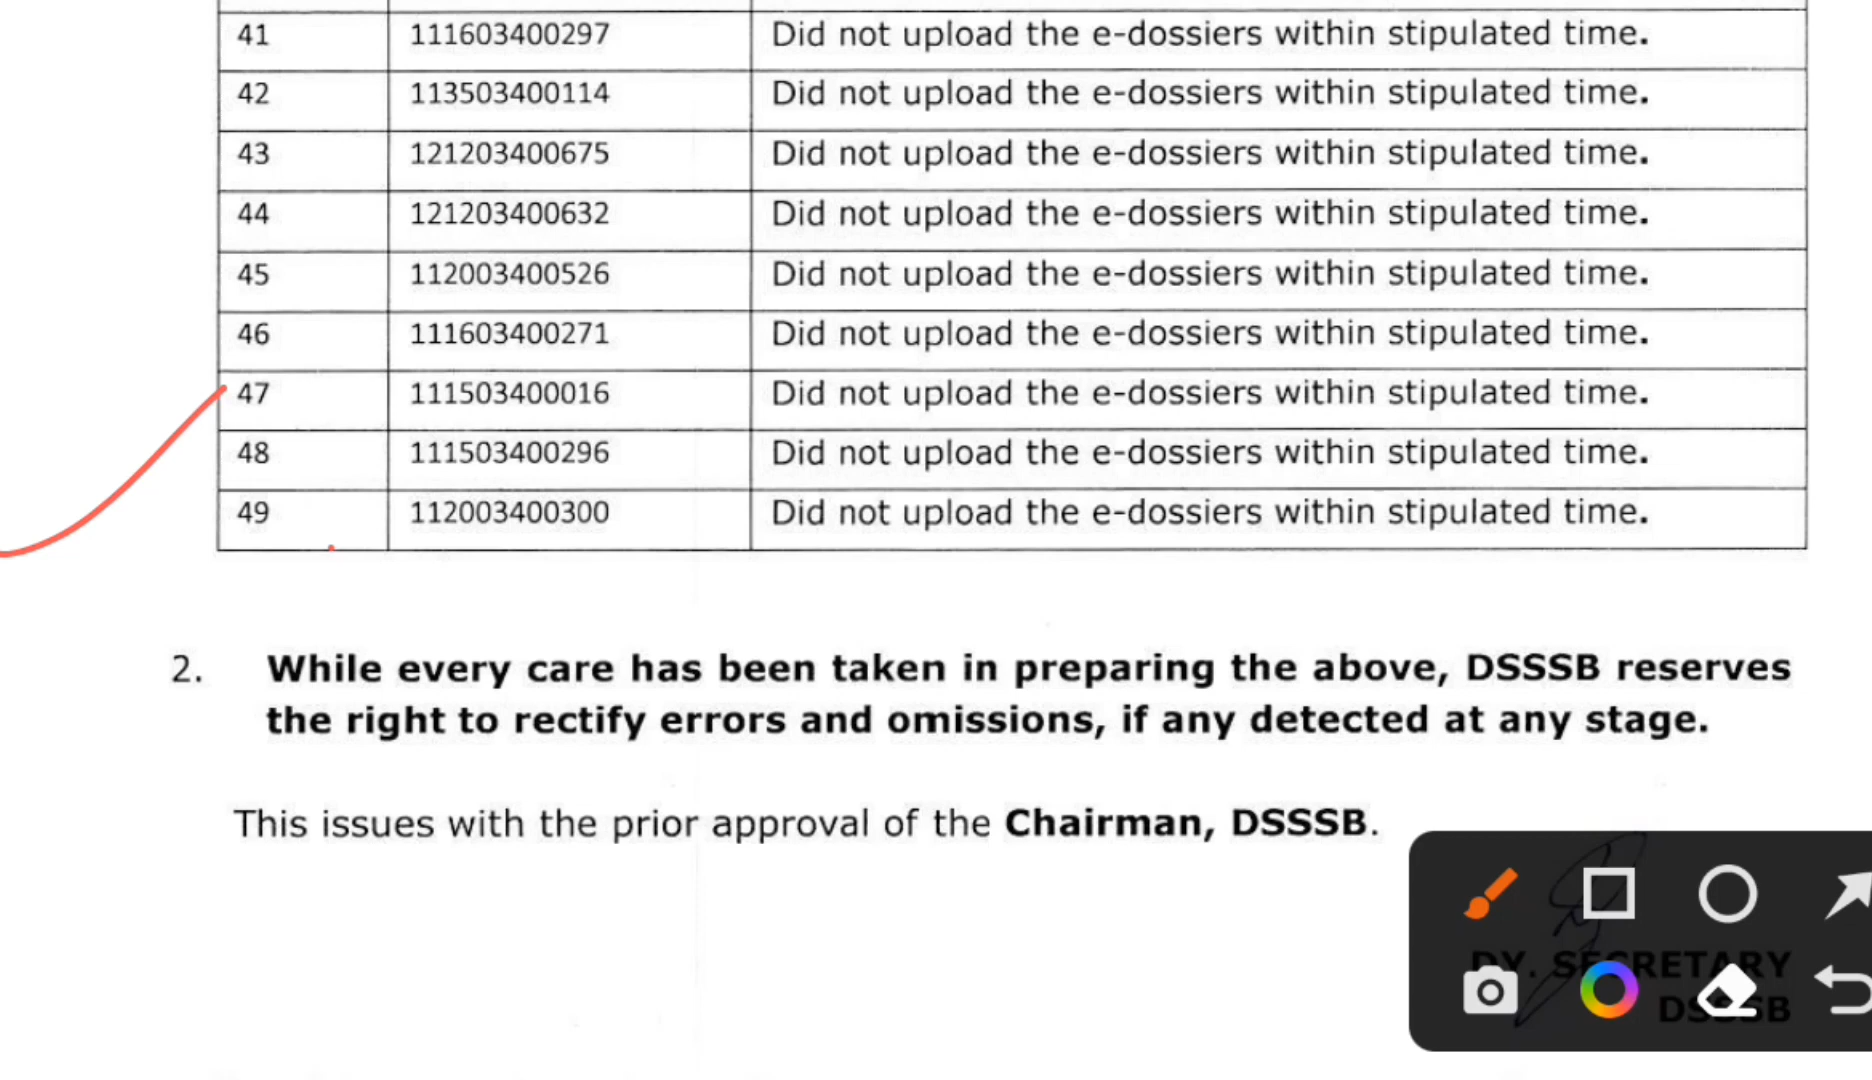 41 111603400297 Did not upload the e-dossiers within stipulated time.
42 113503400114 Did not upload the e-dossiers within stipulated time.
43 121203400675 Did not upload the e-dossiers within stipulated time.
44 121203400632 Did not upload the e-dossiers within stipulated time.
45 112003400526 Did not upload the e-dossiers within stipulated time.
46 111603400271 Did not upload the e-dossiers within stipulated time.
47 111503400016 Did not upload the e-dossiers within stipulated time.
48 111503400296 Did not upload the e-dossiers within stipulated time.
49 112003400300 Did not upload the e-dossiers within stipulated time.
2. While every care has been taken in preparing the above, DSSSB reserves
the right to rectify errors and omissions, if any detected at any stage.
This issues with the prior approval of the Chairman, DSSSB.
DY. SECRETARY
DSSSB